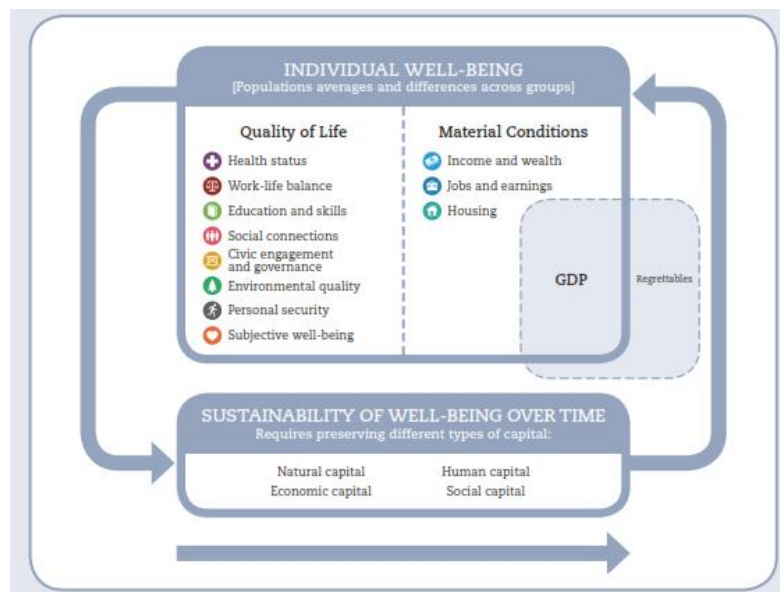 INDIVIDUAL WELL-BEING
[Populations averages and differences across groups]
Quality of Life
Health status
Work-life balance
Education and skills
Social connections
Civic engagement
and governance
Environmental quality
Personal security
Subjective well-being
Material Conditions
Income and wealth
Jobs and earnings
Housing
GDP
Regrettables
SUSTAINABILITY OF WELL-BEING OVER TIME
Requires preserving different types of capital:
Natural capital
Human capital
Economic capital
Social capital